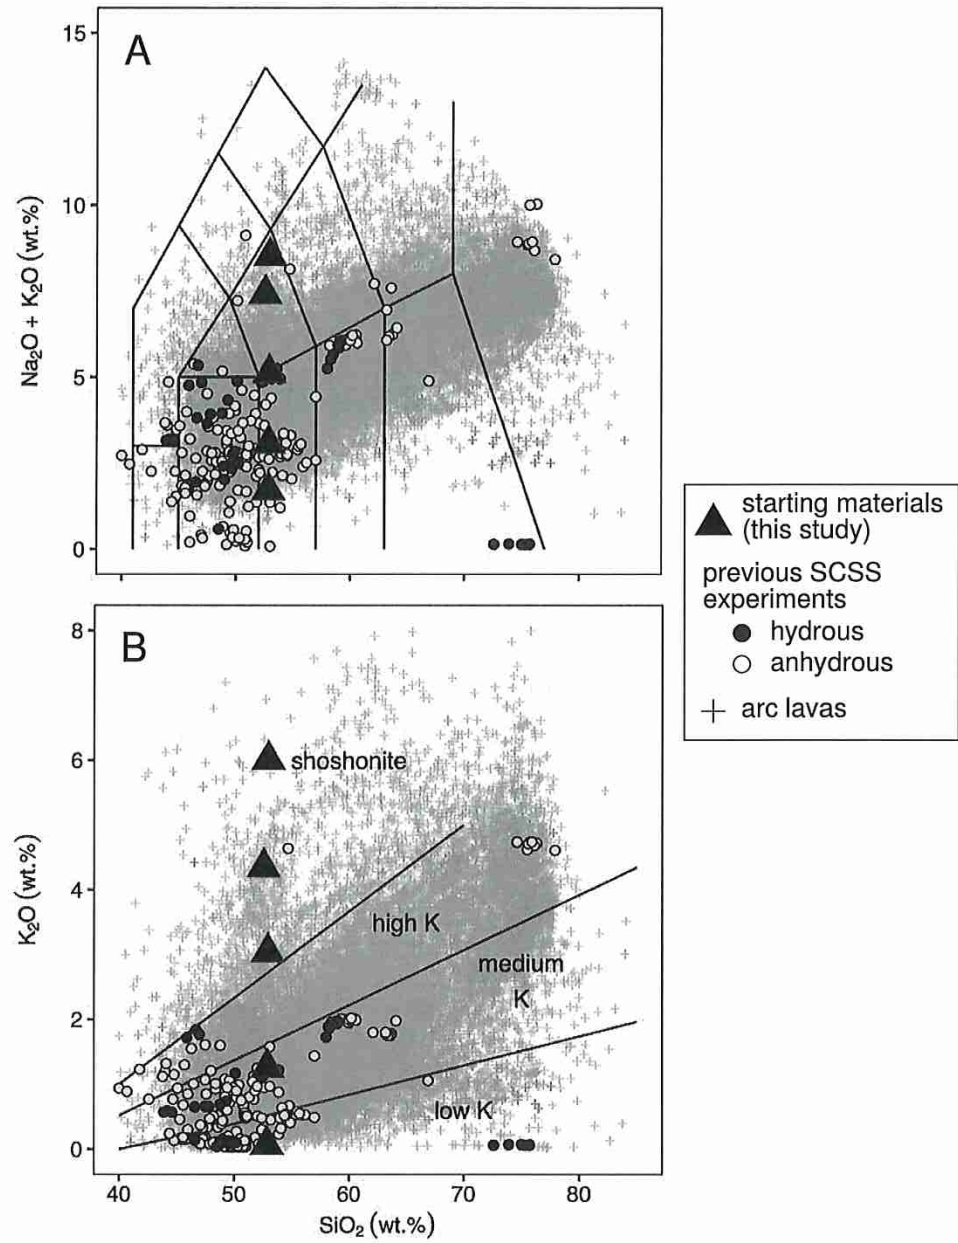 A
15
10
5
0
Na₂O + K₂O (wt.%)
starting materials
(this study)
previous SCSS
experiments
hydrous
anhydrous
arc lavas
B
8
6
4
2
0
K₂O (wt.%)
shoshonite
high K
medium
K
low K
40
50
60
70
80
SiO₂ (wt.%)